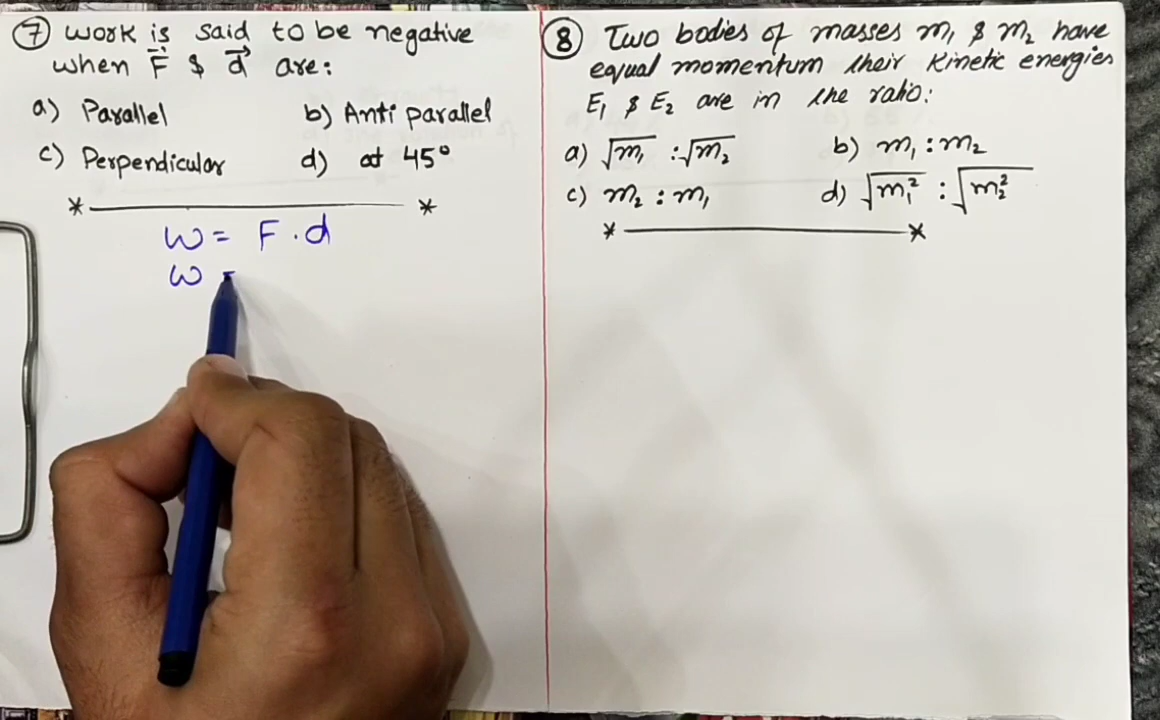 ⑦ work is said to be negative
when F⃗ & d⃗ are:
a) Parallel b) Anti parallel
c) Perpendicular d) at 45°
* ———— *
W = F . d
W =
⑧ Two bodies of masses m₁ & m₂ have
equal momentum their Kinetic energies
E₁ & E₂ are in the ratio:
a) √m₁ : √m₂ b) m₁ : m₂
c) m₂ : m₁ d) √m₁² : √m₂²
* ———— *